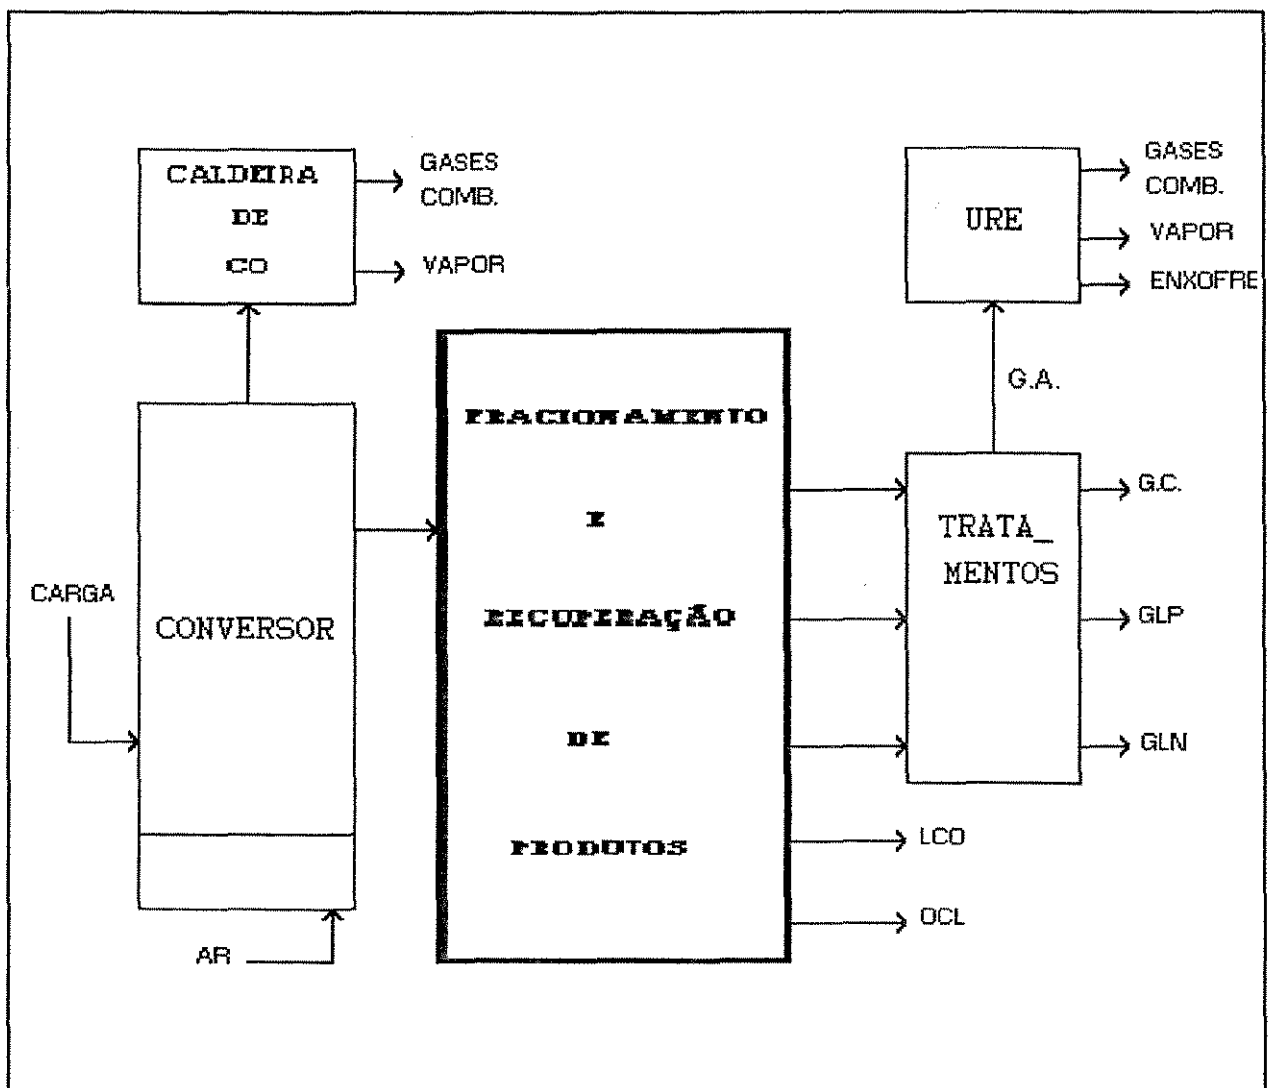 CALDEIRA
DE
CO
GASES
COMB.
VAPOR
URE
GASES
COMB.
VAPOR
ENXOFRE
G.A.
FRACIONAMENTO
E
RECUPERAÇÃO
DE
PRODUTOS
CARGA
CONVERSOR
AR
TRATA_
MENTOS
G.C.
GLP
GLN
LCO
OCL